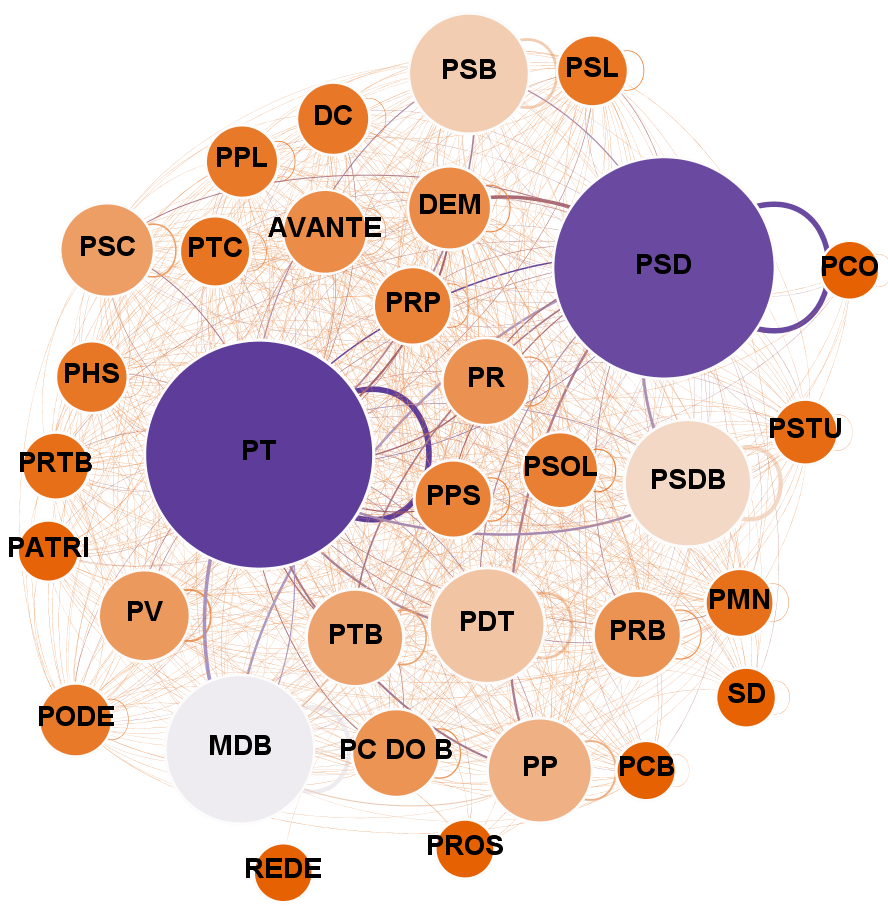 PSB
PSL
DC
PPL
DEM
AVANTE
PSC
PTC
PSD
PCO
PRP
PHS
PR
PSTU
PT
PRTB
PPS
PSOL
PSDB
PATRI
PV
PTB
PDT
PRB
PMN
SD
PODE
MDB
PC DO B
PP
PCB
PROS
REDE